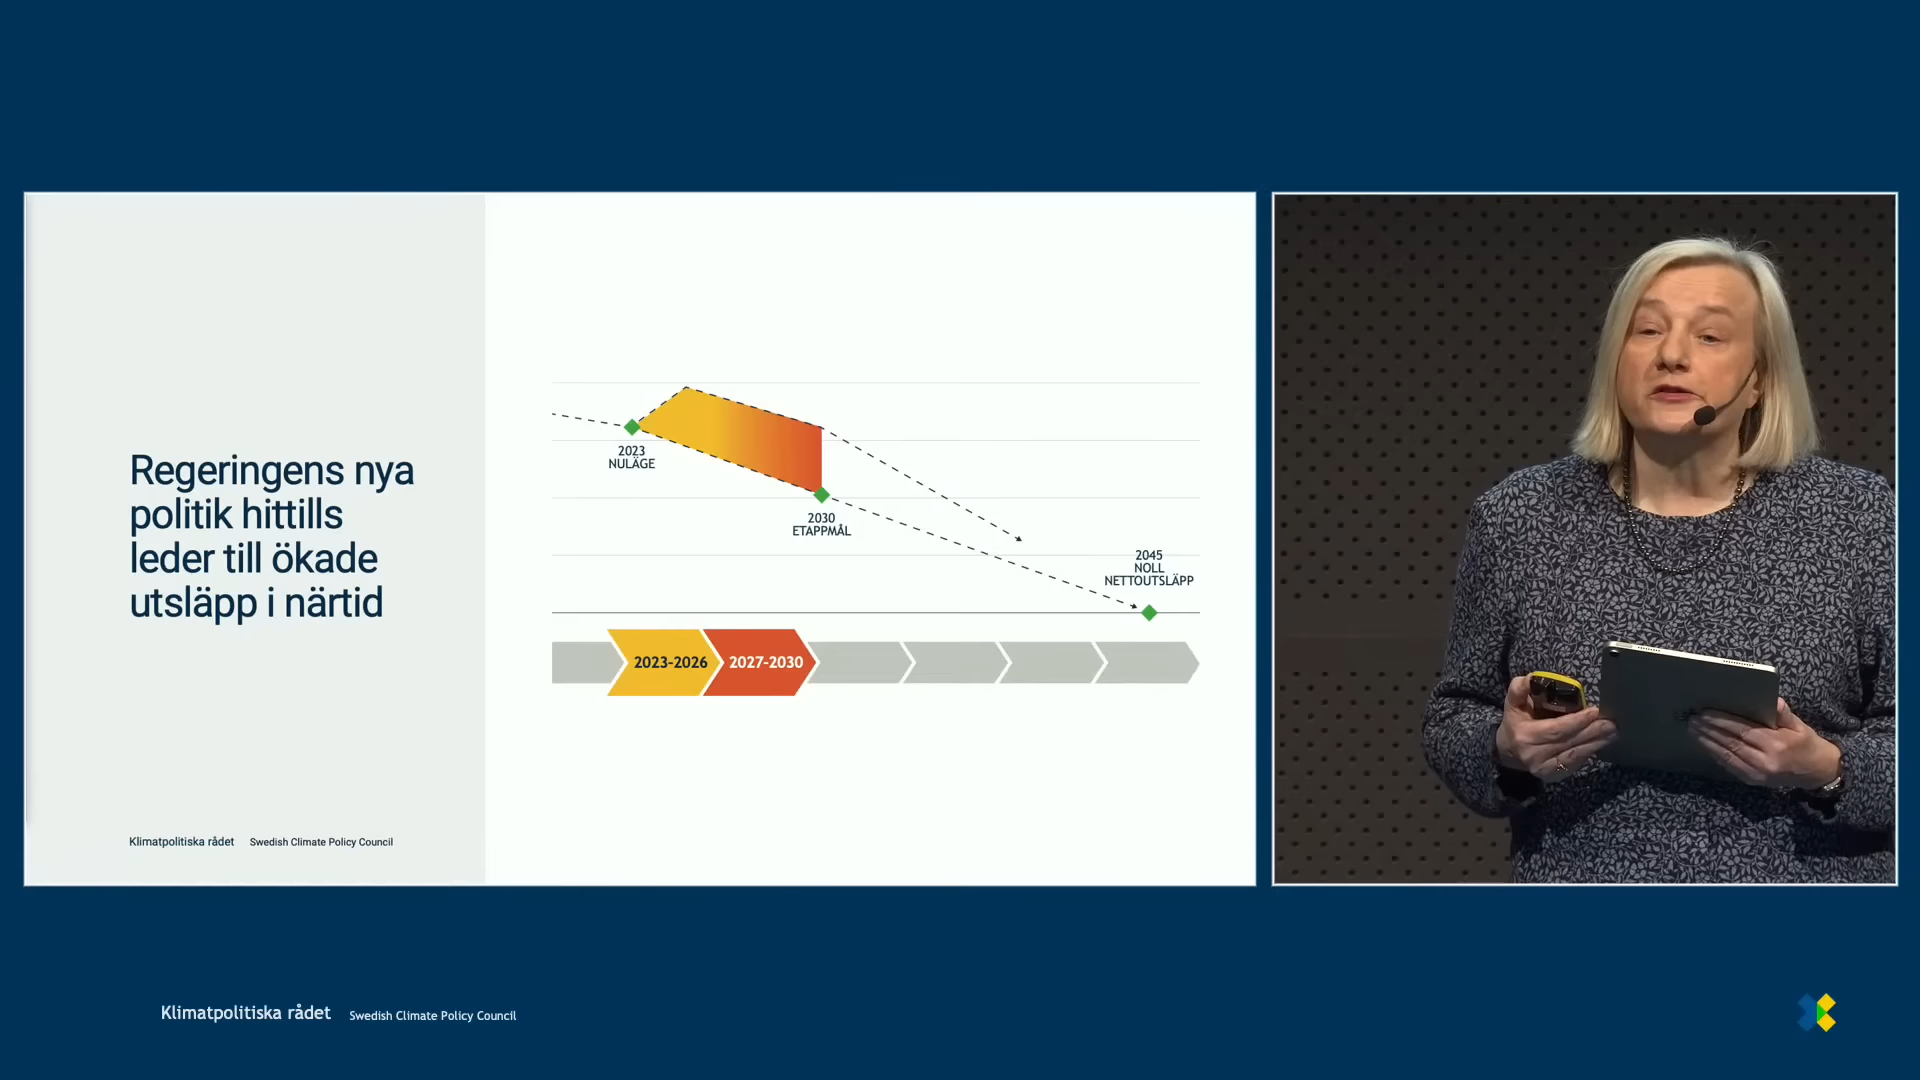 Regeringens nya
politik hittills
leder till ökade
utsläpp i närtid
2023
NULÄGE
2030
ETAPPMÅL
2045
NOLL
NETTOUTSLÄPP
2023-2026
2027-2030
Klimatpolitiska rådet Swedish Climate Policy Council
Klimatpolitiska rådet Swedish Climate Policy Council